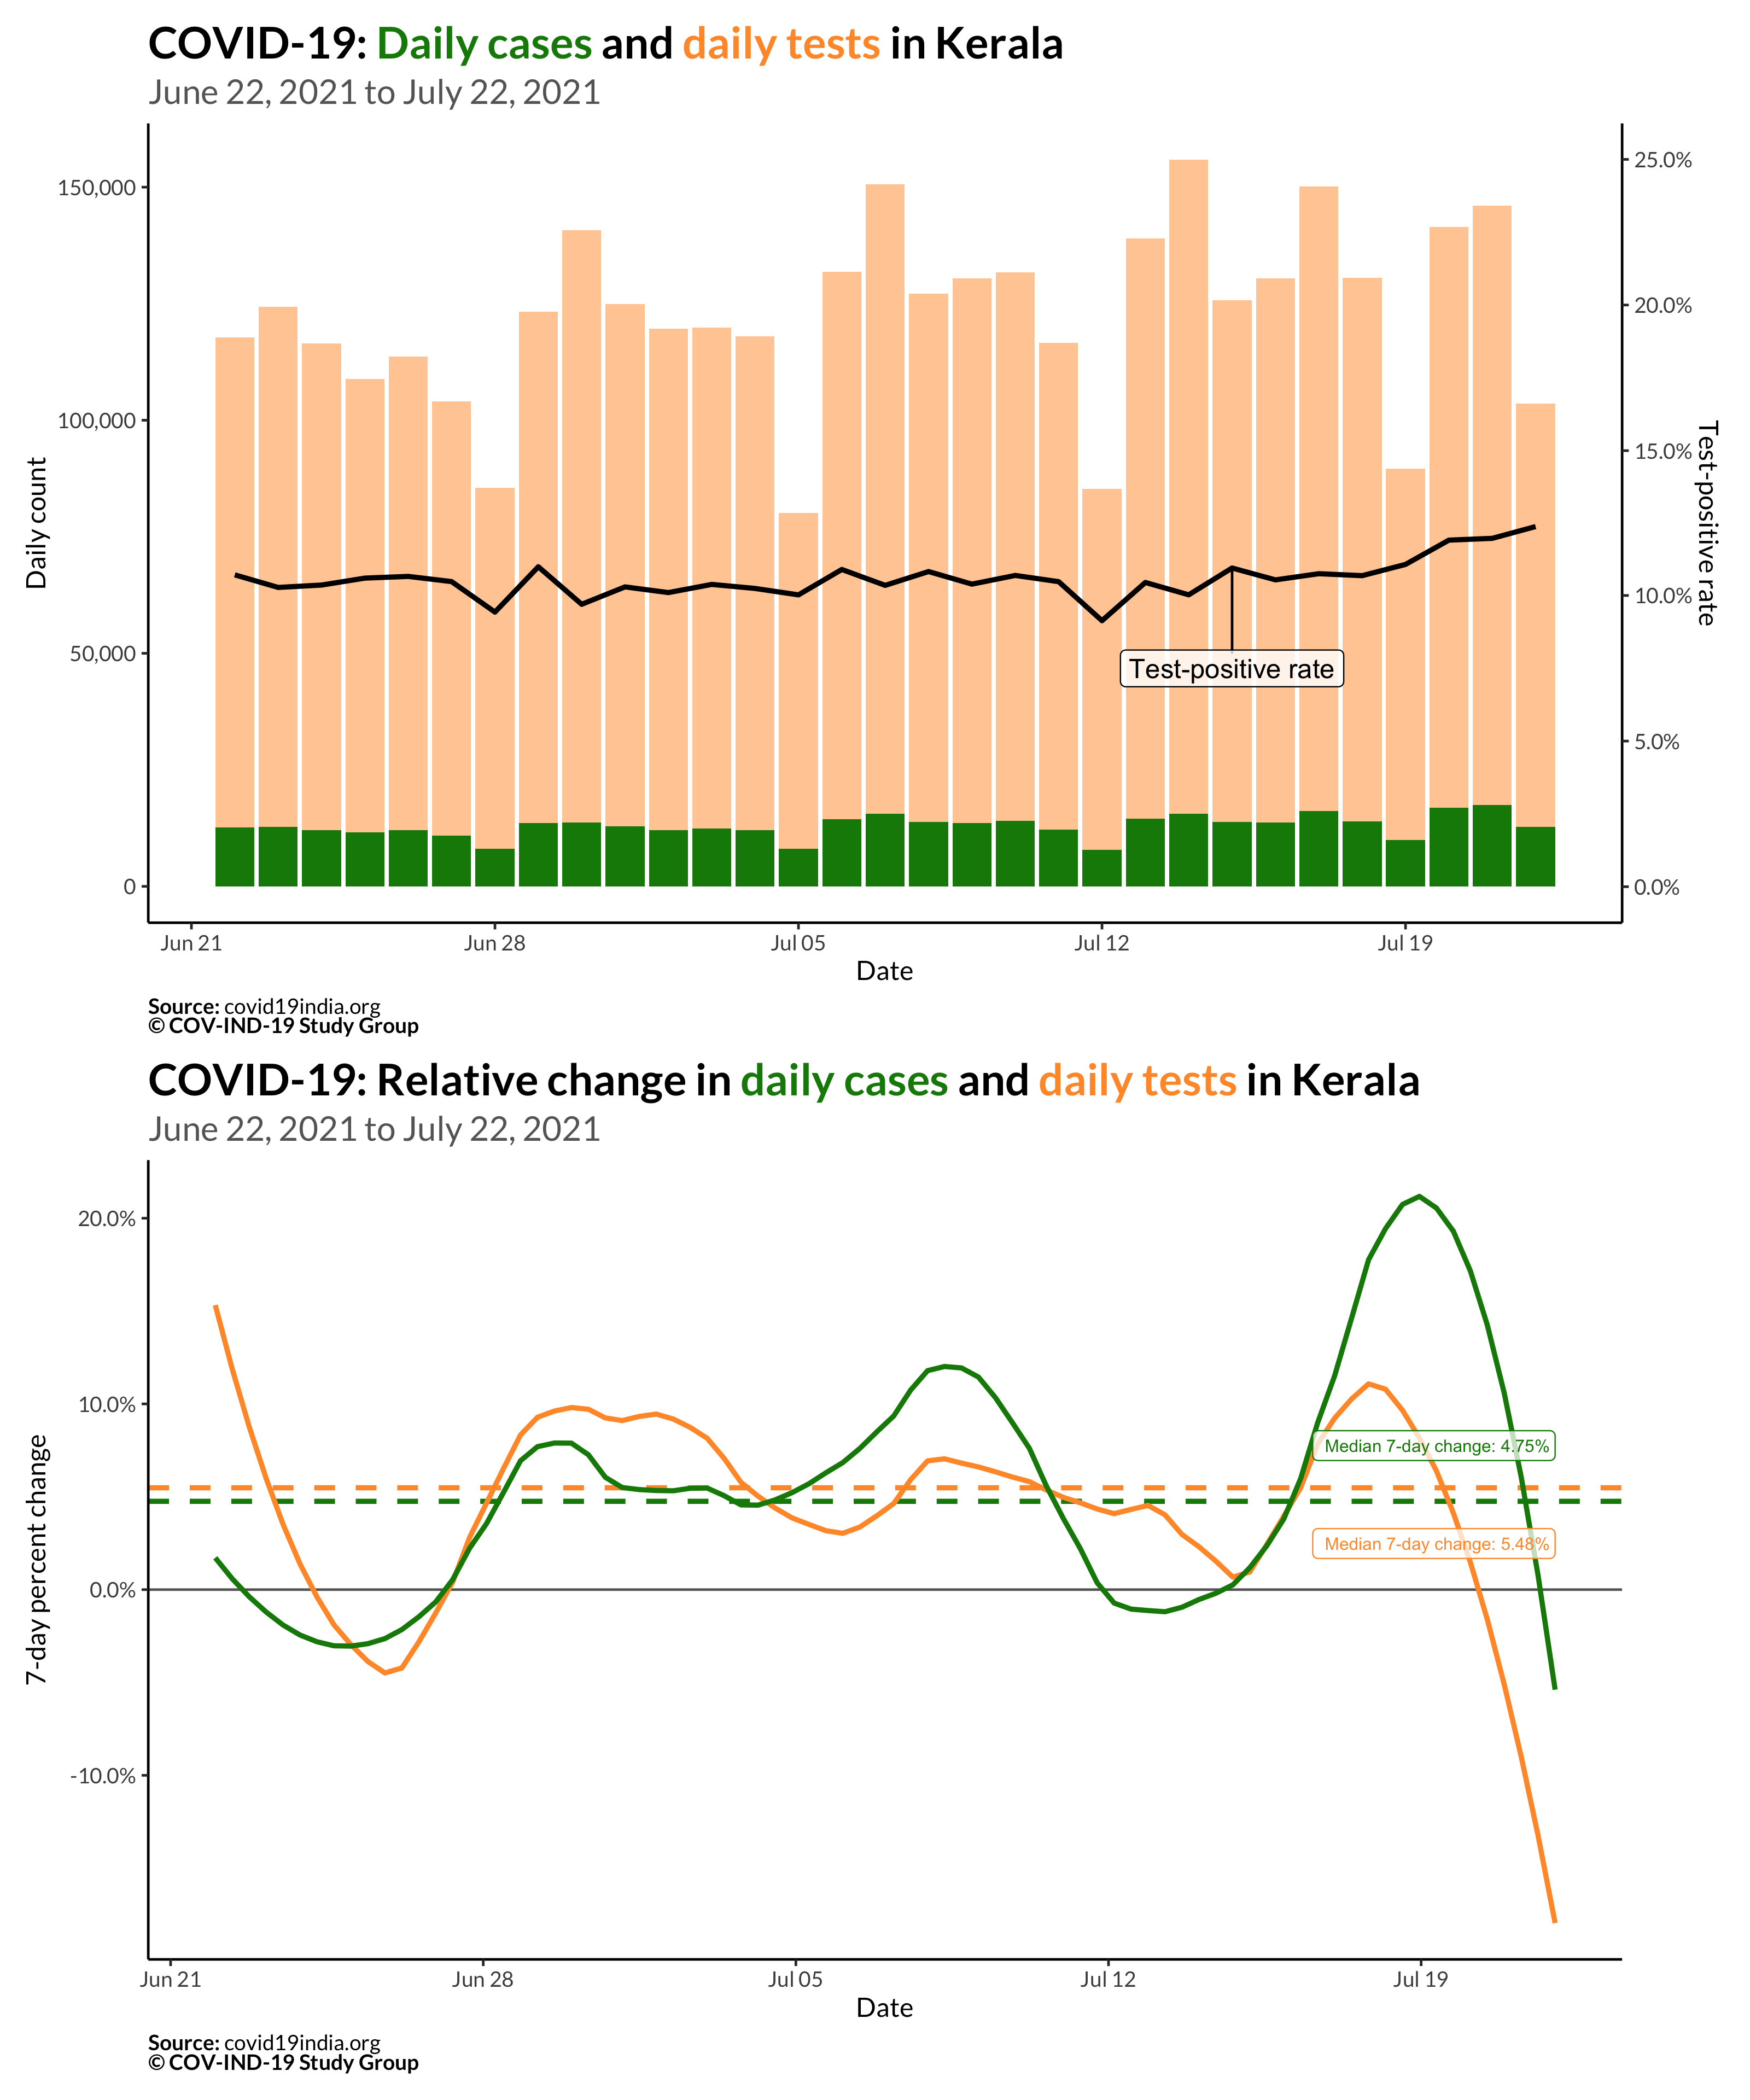 COVID-19: Daily cases and daily tests in Kerala
June 22, 2021 to July 22, 2021
150,000
100,000
50,000
0
Daily count
25.0%
20.0%
15.0%
10.0%
5.0%
0.0%
Test-positive rate
Test-positive rate
Jun 21
Jun 28
Jul 05
Jul 12
Jul 19
Date
Source: covid19india.org
© COV-IND-19 Study Group
COVID-19: Relative change in daily cases and daily tests in Kerala
June 22, 2021 to July 22, 2021
20.0%
10.0%
0.0%
-10.0%
7-day percent change
Median 7-day change: 4.75%
Median 7-day change: 5.48%
Jun 21
Jun 28
Jul 05
Jul 12
Jul 19
Date
Source: covid19india.org
© COV-IND-19 Study Group